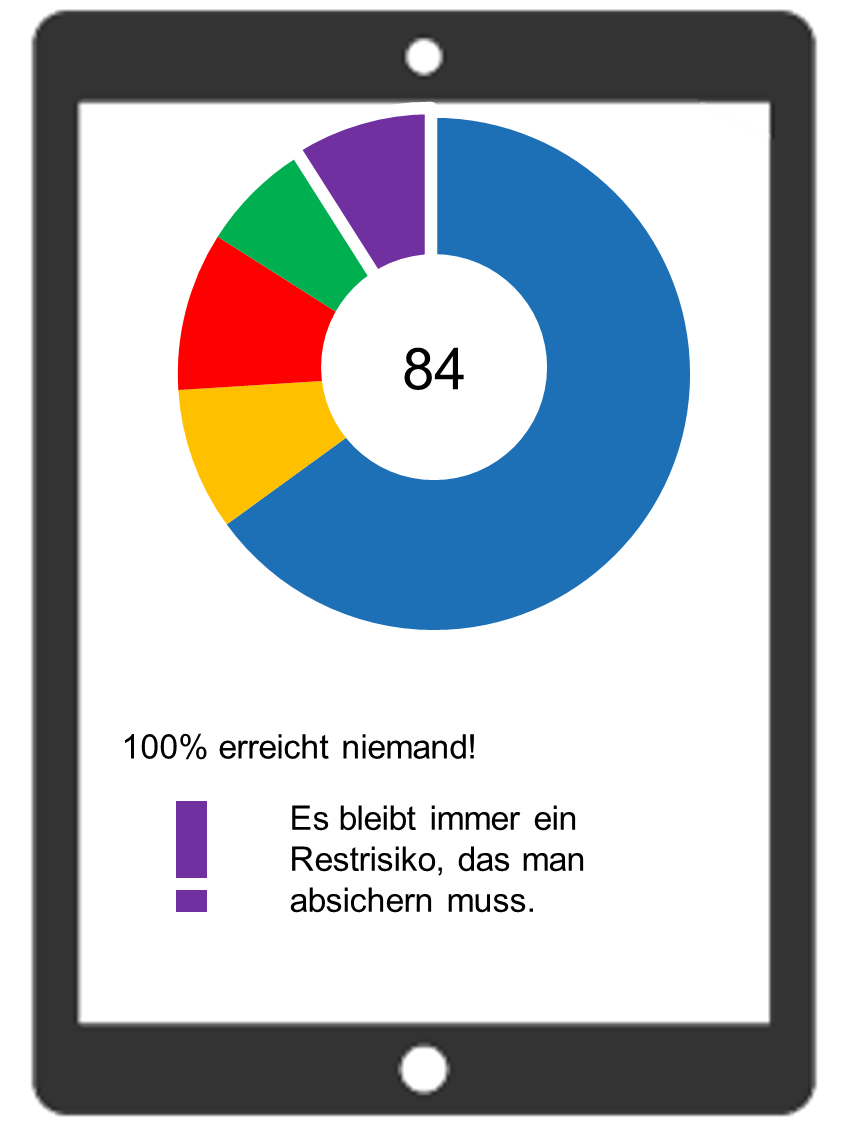 84
100% erreicht niemand!
Es bleibt immer ein
Restrisiko, das man
absichern muss.